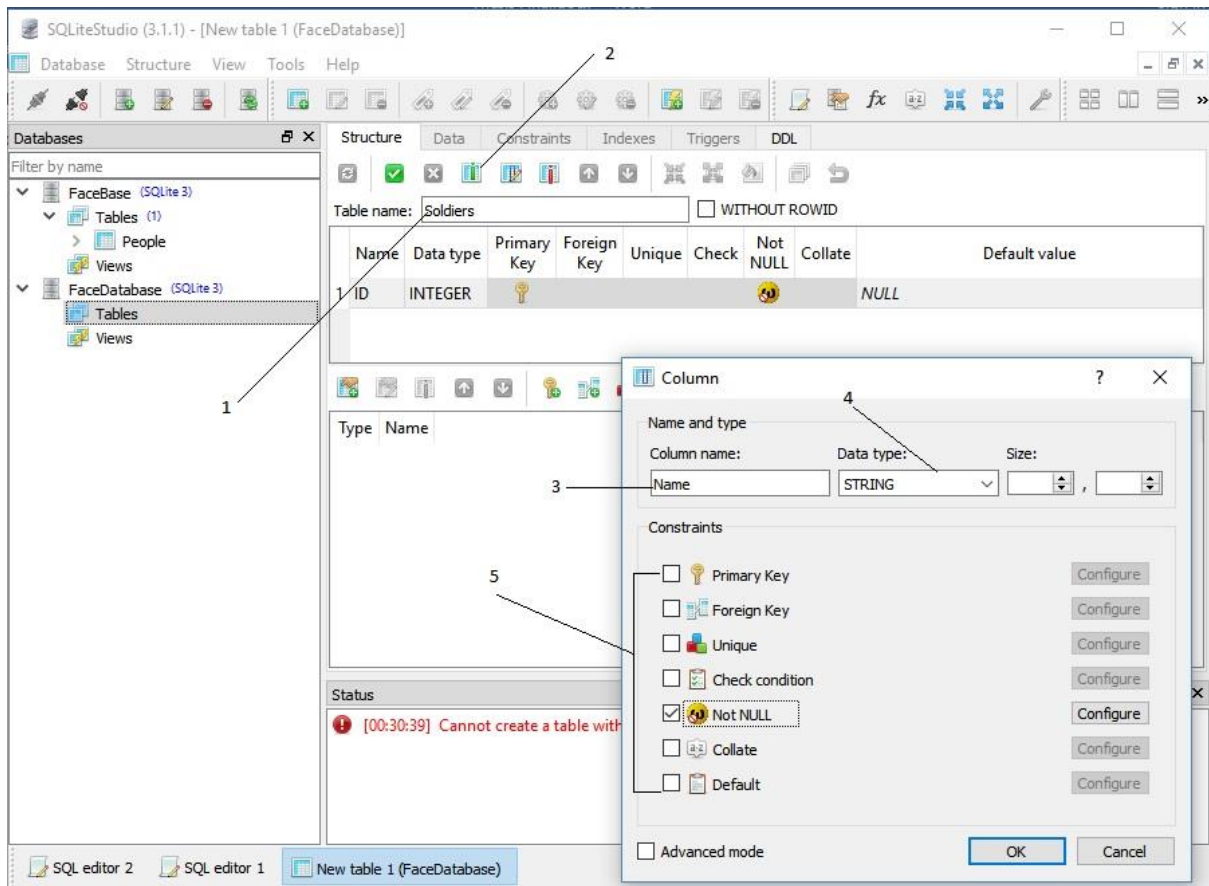 SQLiteStudio (3.1.1) - [New table 1 (FaceDatabase)]
2
Database Structure View Tools Help
fx
a-z
»
Databases
Structure Data Constraints Indexes Triggers DDL
Filter by name
FaceBase (SQLite 3)
Tables (1)
People
Views
FaceDatabase (SQLite 3)
Tables
Views
Table name: Soldiers WITHOUT ROWID
Name Data type Primary Key Foreign Key Unique Check Not NULL Collate Default value
1 ID INTEGER NULL
1
Type Name
Column
?
4
Name and type
Column name: Data type: Size:
3 Name STRING ,
Constraints
5
Primary Key Configure
Foreign Key Configure
Unique Configure
Check condition Configure
Not NULL Configure
a-z Collate Configure
Default Configure
Status
[00:30:39] Cannot create a table with
Advanced mode OK Cancel
SQL editor 2 SQL editor 1 New table 1 (FaceDatabase)